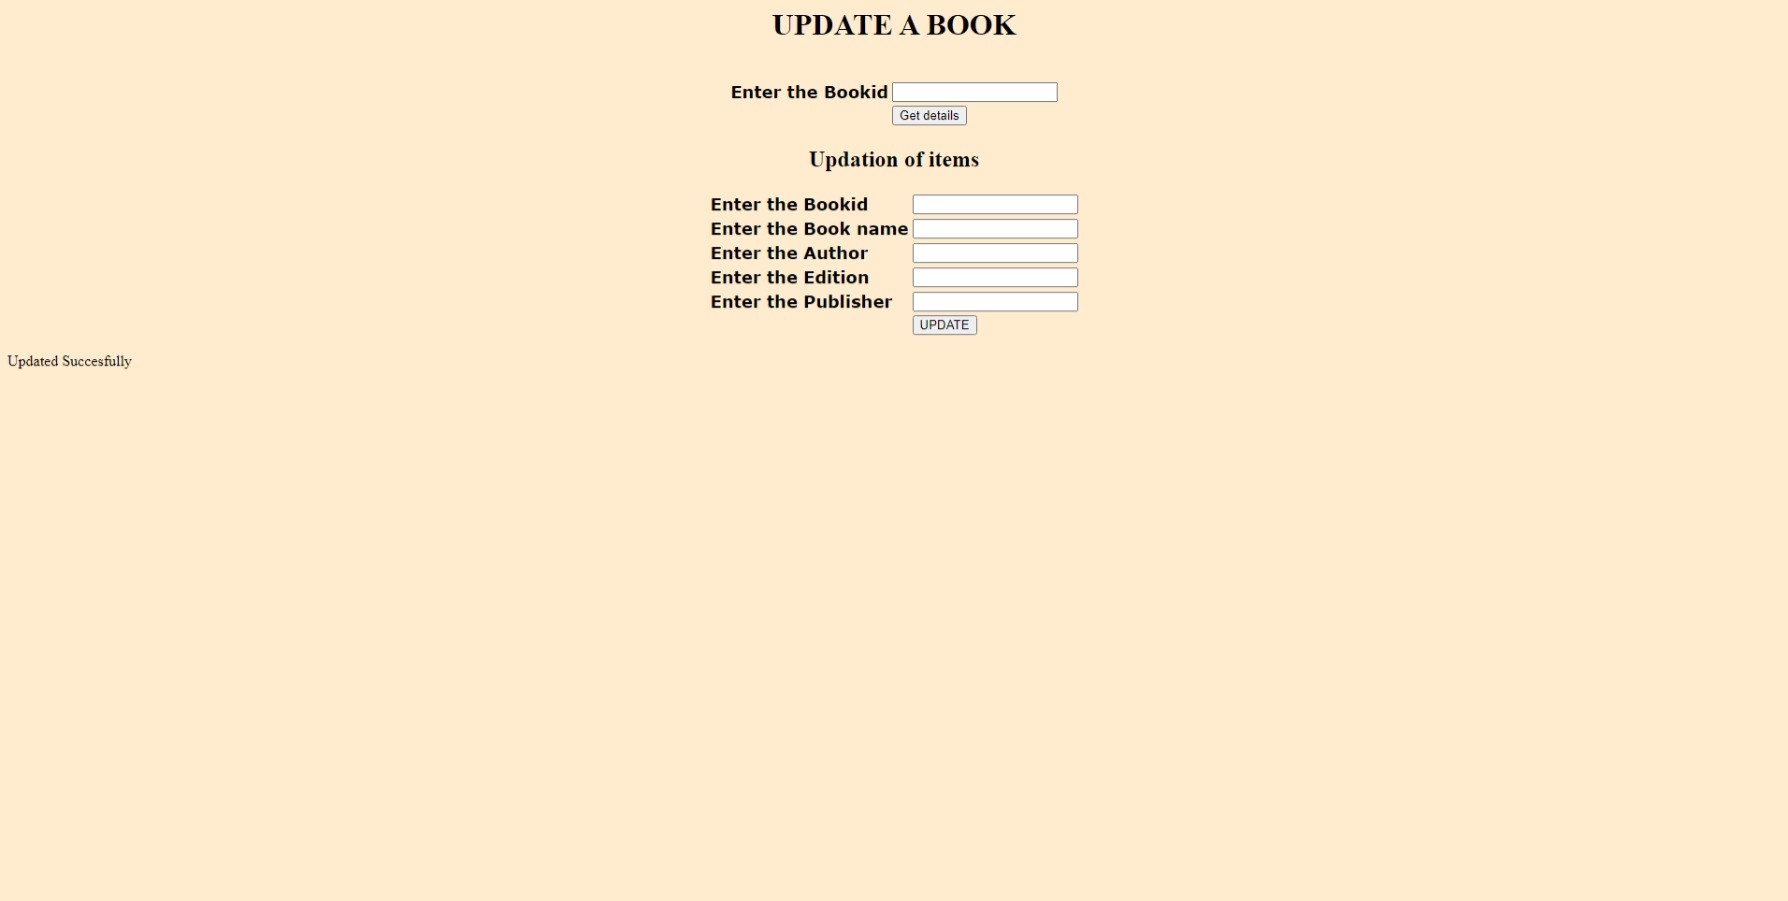 UPDATE A BOOK
Enter the Bookid
Get details
Updation of items
Enter the Bookid
Enter the Book name
Enter the Author
Enter the Edition
Enter the Publisher
UPDATE
Updated Succesfully